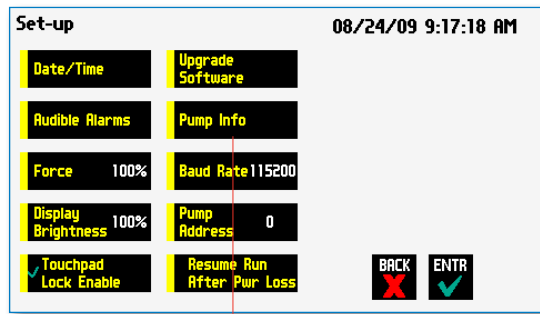 Set-up
08/24/09 9:17:18 AM
Date/Time
Upgrade
Software
Audible Alarms
Pump Info
Force 100%
Baud Rate 115200
Display
Brightness 100%
Pump
Address 0
Touchpad
Lock Enable
Resume Run
After Pwr Loss
BACK
ENTR